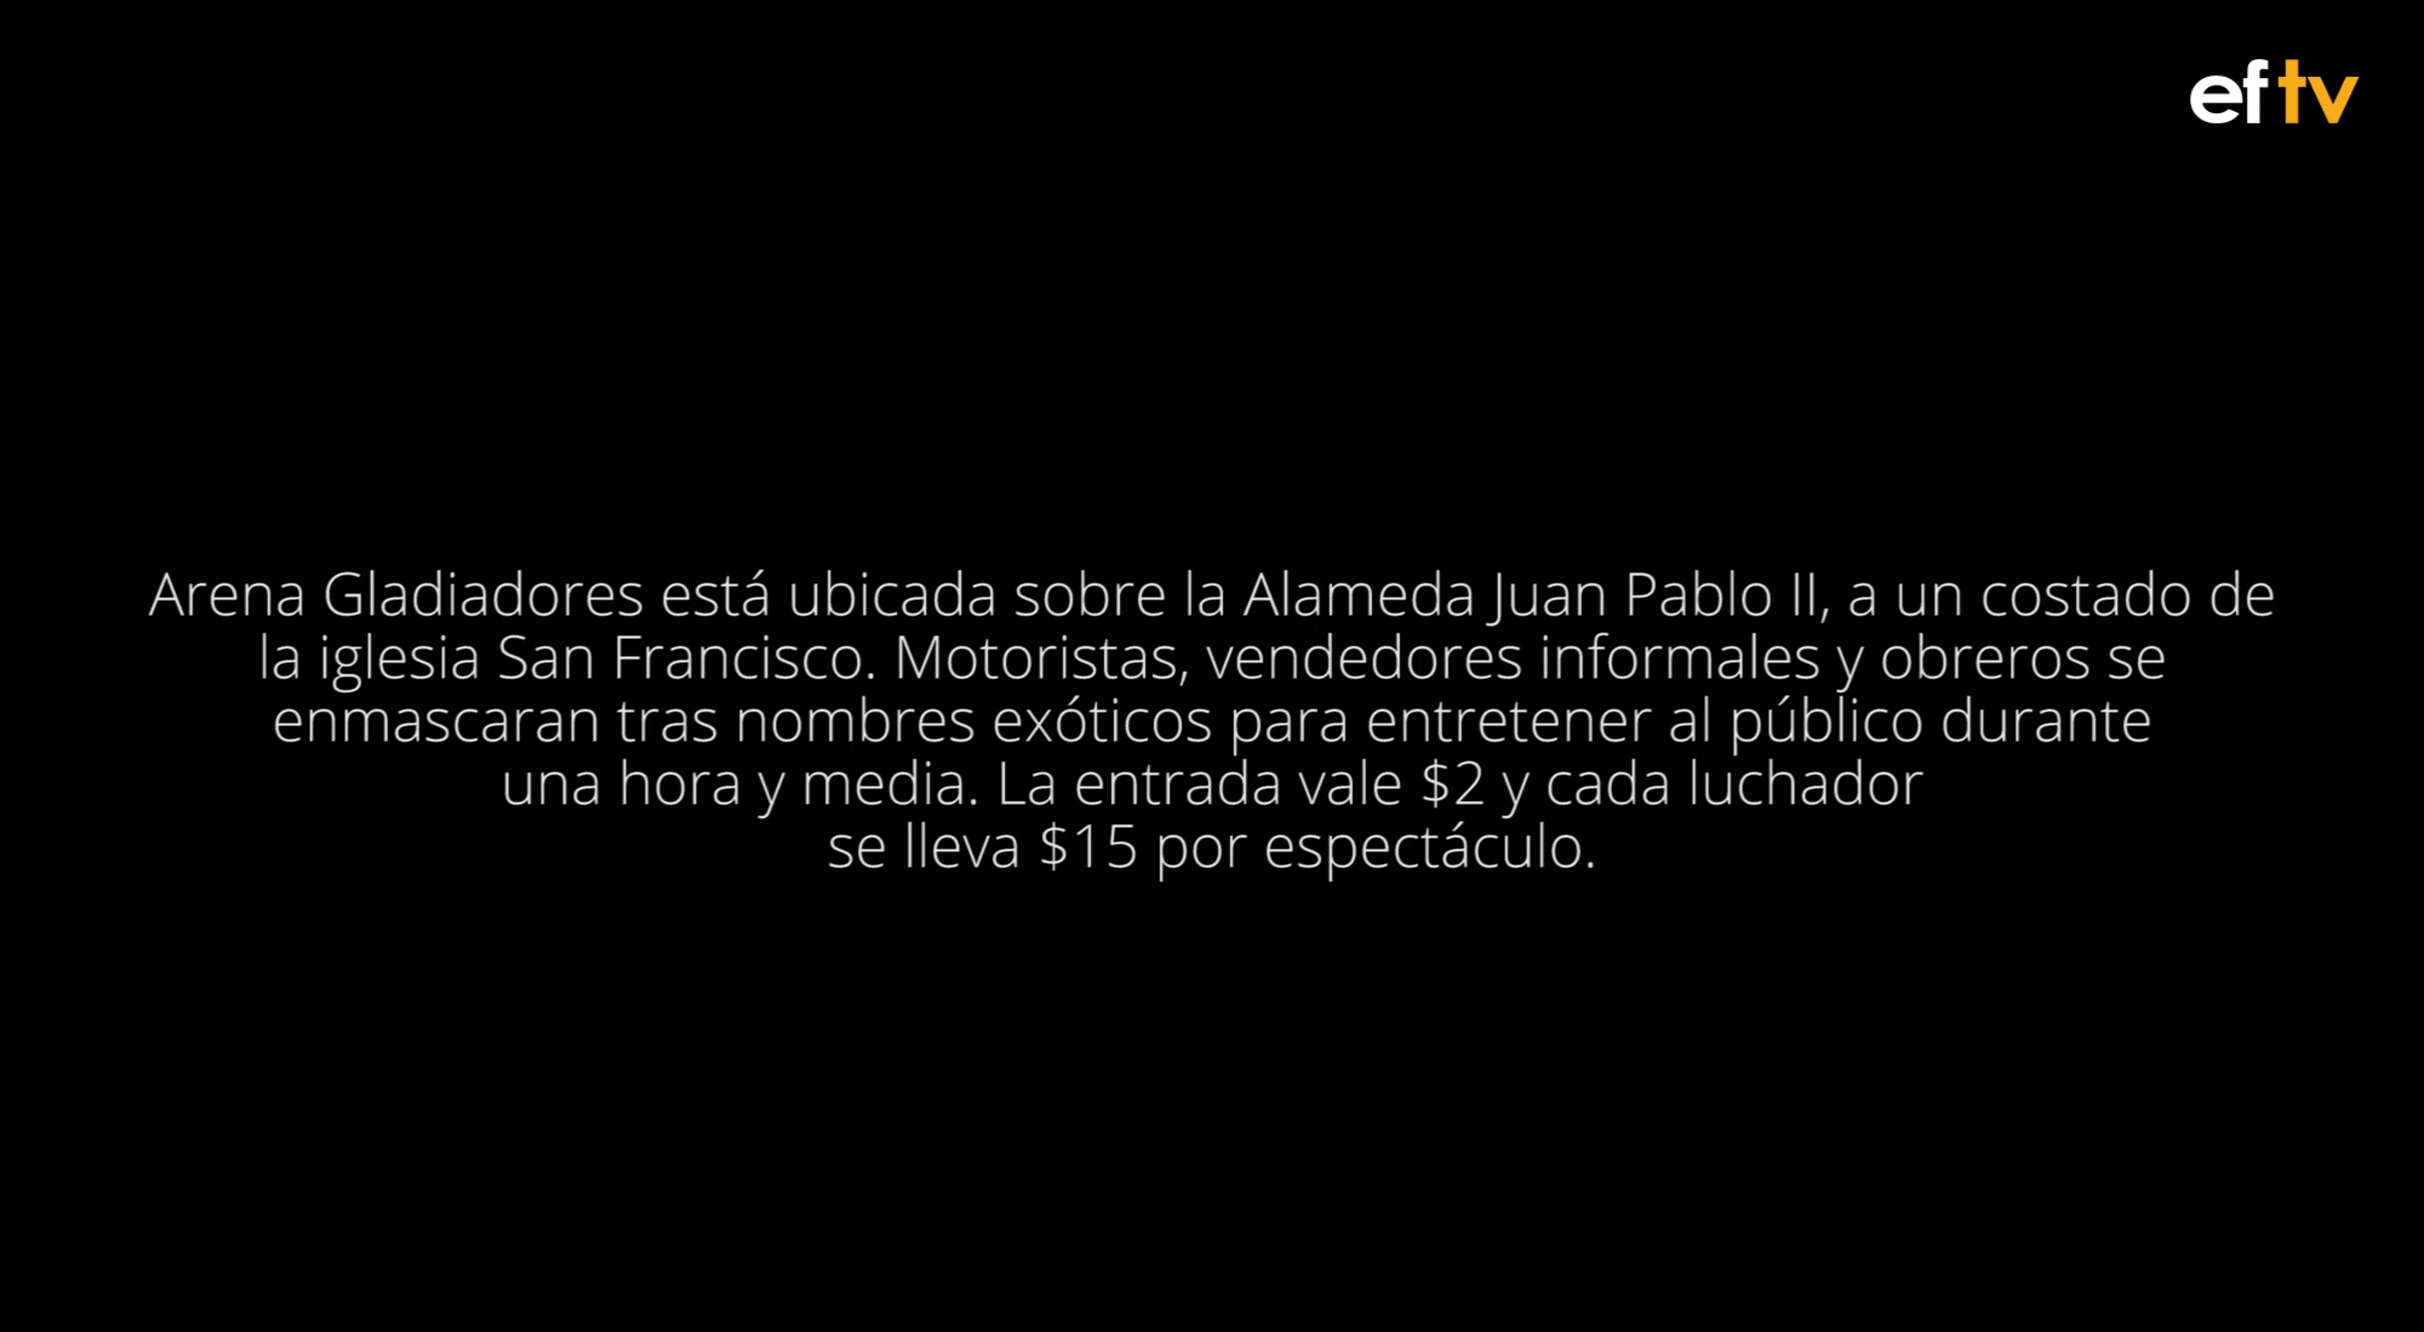 eftv
Arena Gladiadores está ubicada sobre la Alameda Juan Pablo II, a un costado de
la iglesia San Francisco. Motoristas, vendedores informales y obreros se
enmascaran tras nombres exóticos para entretener al público durante
una hora y media. La entrada vale $2 y cada luchador
se lleva $15 por espectáculo.